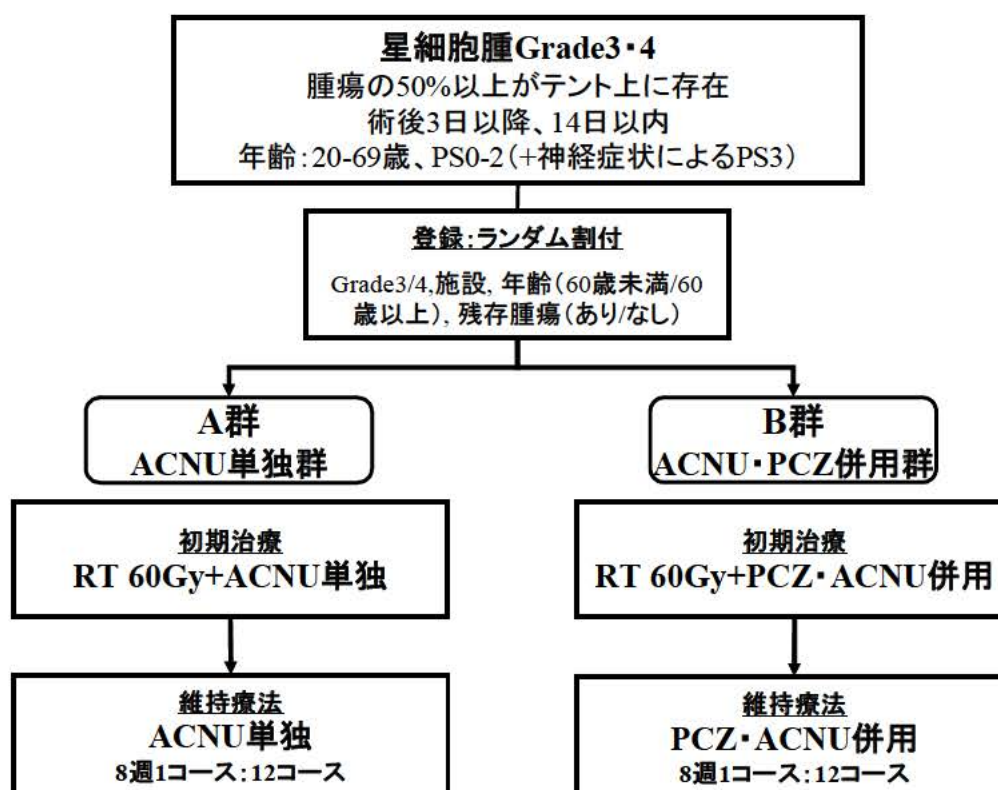 星細胞腫Grade3・4
腫瘍の50%以上がテント上に存在
術後3日以降、14日以内
年齢:20-69歳、PS0-2(+神経症状によるPS3)
登録:ランダム割付
Grade3/4,施設, 年齢(60歳未満/60
歳以上), 残存腫瘍(あり/なし)
A群
ACNU単独群
初期治療
RT 60Gy+ACNU単独
維持療法
ACNU単独
8週1コース:12コース
B群
ACNU・PCZ併用群
初期治療
RT 60Gy+PCZ・ACNU併用
維持療法
PCZ・ACNU併用
8週1コース:12コース